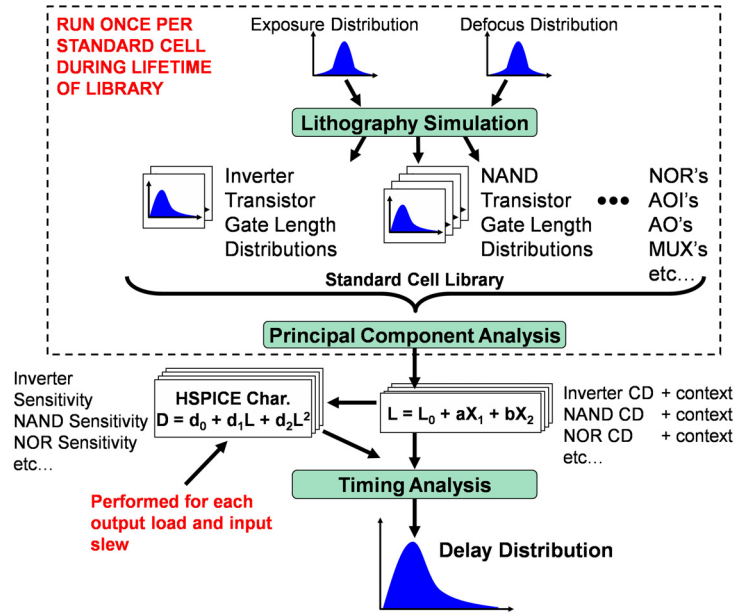 RUN ONCE PER
STANDARD CELL
DURING LIFETIME
OF LIBRARY
Exposure Distribution
Defocus Distribution
Lithography Simulation
Inverter
Transistor
Gate Length
Distributions
NAND
Transistor
Gate Length
Distributions
•••
NOR's
AOI's
AO's
MUX's
etc...
Standard Cell Library
Principal Component Analysis
Inverter
Sensitivity
NAND Sensitivity
NOR Sensitivity
etc...
HSPICE Char.
D = d₀ + d₁L + d₂L²
L = L₀ + aX₁ + bX₂
Inverter CD + context
NAND CD + context
NOR CD + context
etc...
Performed for each
output load and input
slew
Timing Analysis
Delay Distribution